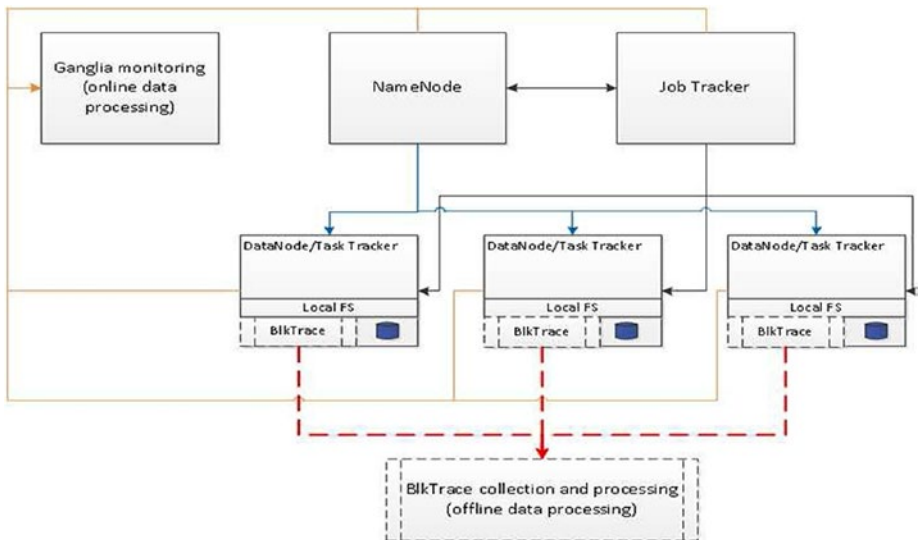 Ganglia monitoring
(online data
processing)
NameNode
Job Tracker
DataNode/Task Tracker
Local FS
BlkTrace
DataNode/Task Tracker
Local FS
BlkTrace
DataNode/Task Tracker
Local FS
BlkTrace
BlkTrace collection and processing
(offline data processing)